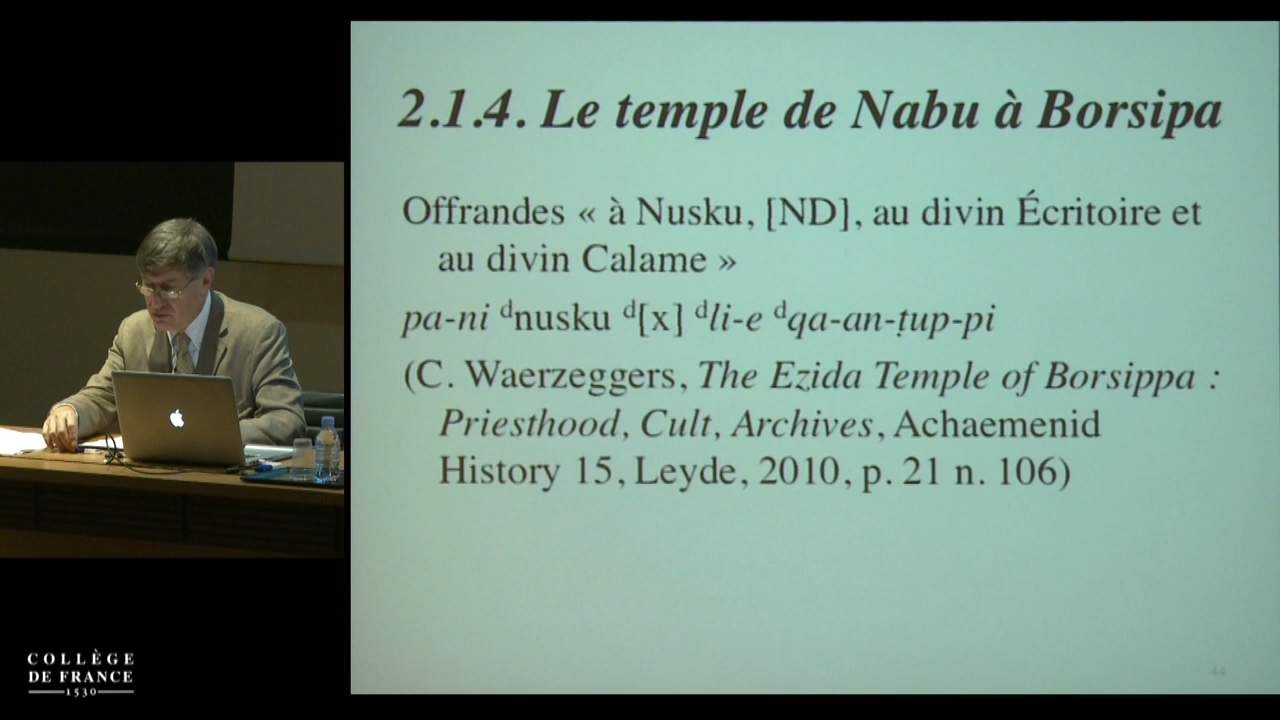 2.1.4. Le temple de Nabu à Borsipa
Offrandes « à Nusku, [ND], au divin Écritoire et
au divin Calame »
pa-ni ᵈnusku ᵈ[x] ᵈli-e ᵈqa-an-ṭup-pi
(C. Waerzeggers, The Ezida Temple of Borsippa :
Priesthood, Cult, Archives, Achaemenid
History 15, Leyde, 2010, p. 21 n. 106)
44
COLLÈGE
DE FRANCE
1530